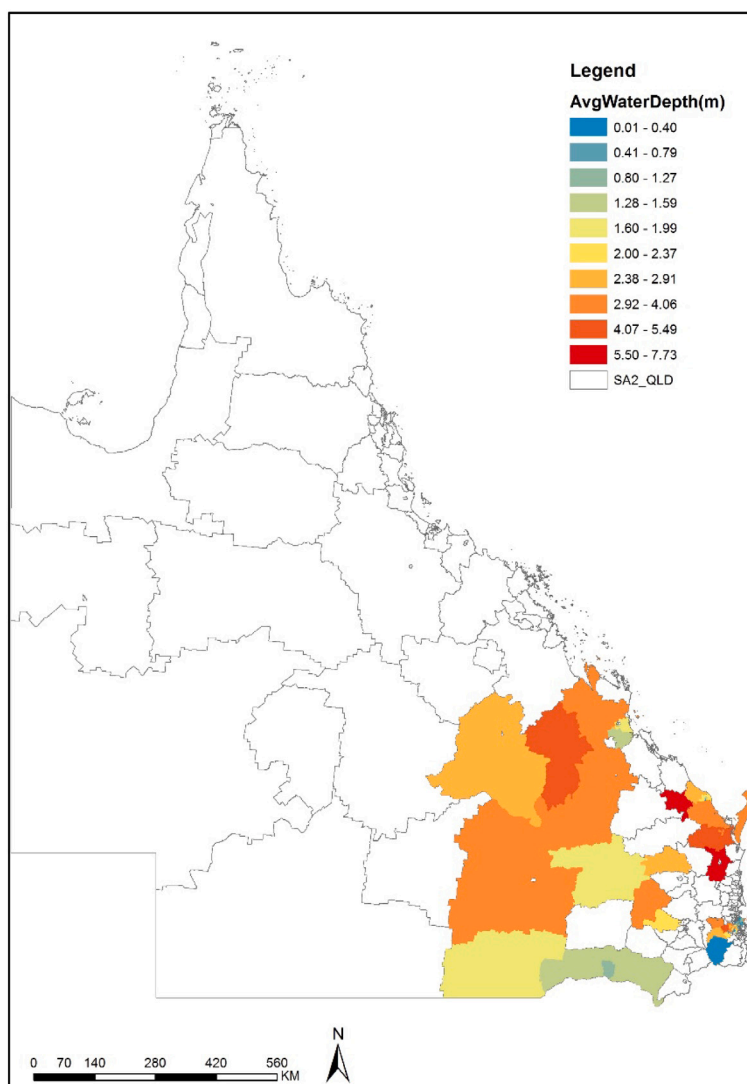 Legend
AvgWaterDepth(m)
0.01 - 0.40
0.41 - 0.79
0.80 - 1.27
1.28 - 1.59
1.60 - 1.99
2.00 - 2.37
2.38 - 2.91
2.92 - 4.06
4.07 - 5.49
5.50 - 7.73
SA2_QLD
N
0 70 140 280 420 560
KM